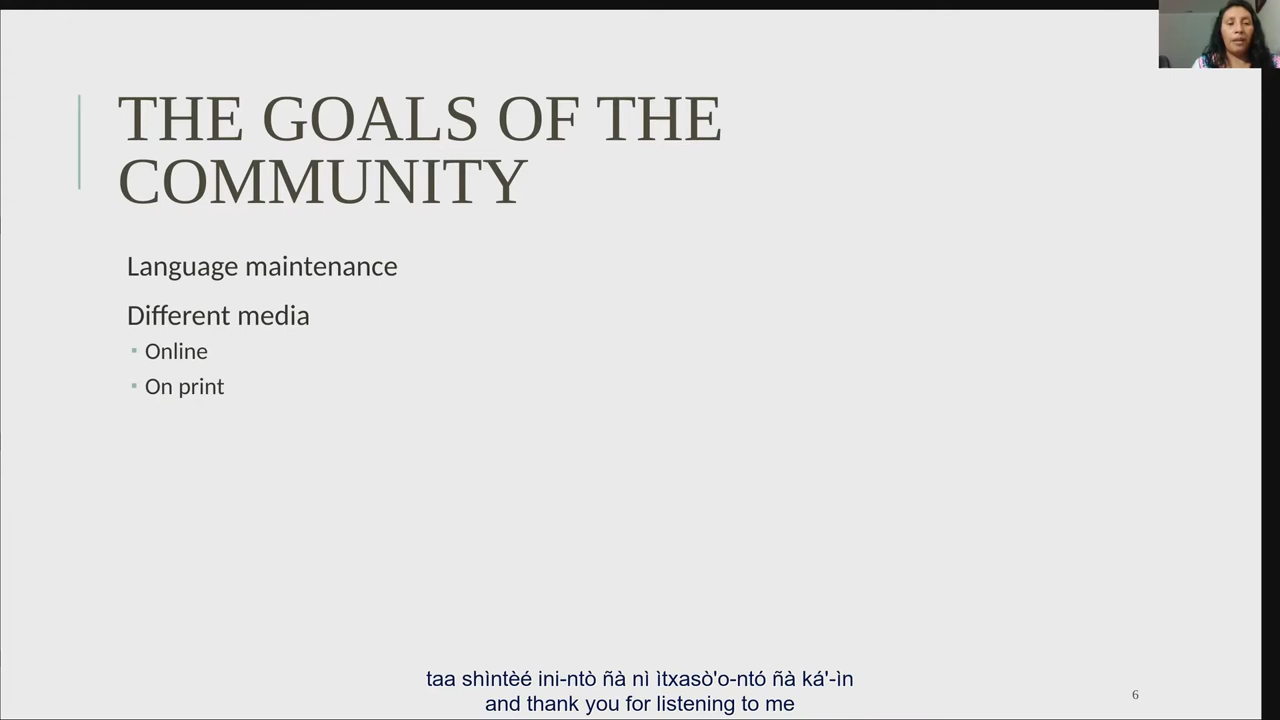 THE GOALS OF THE
COMMUNITY
Language maintenance
Different media
▪ Online
▪ On print
taa shìntèé ini-ntò ñà nì ìtxasò'o-ntó ñà ká'-ìn
and thank you for listening to me
6